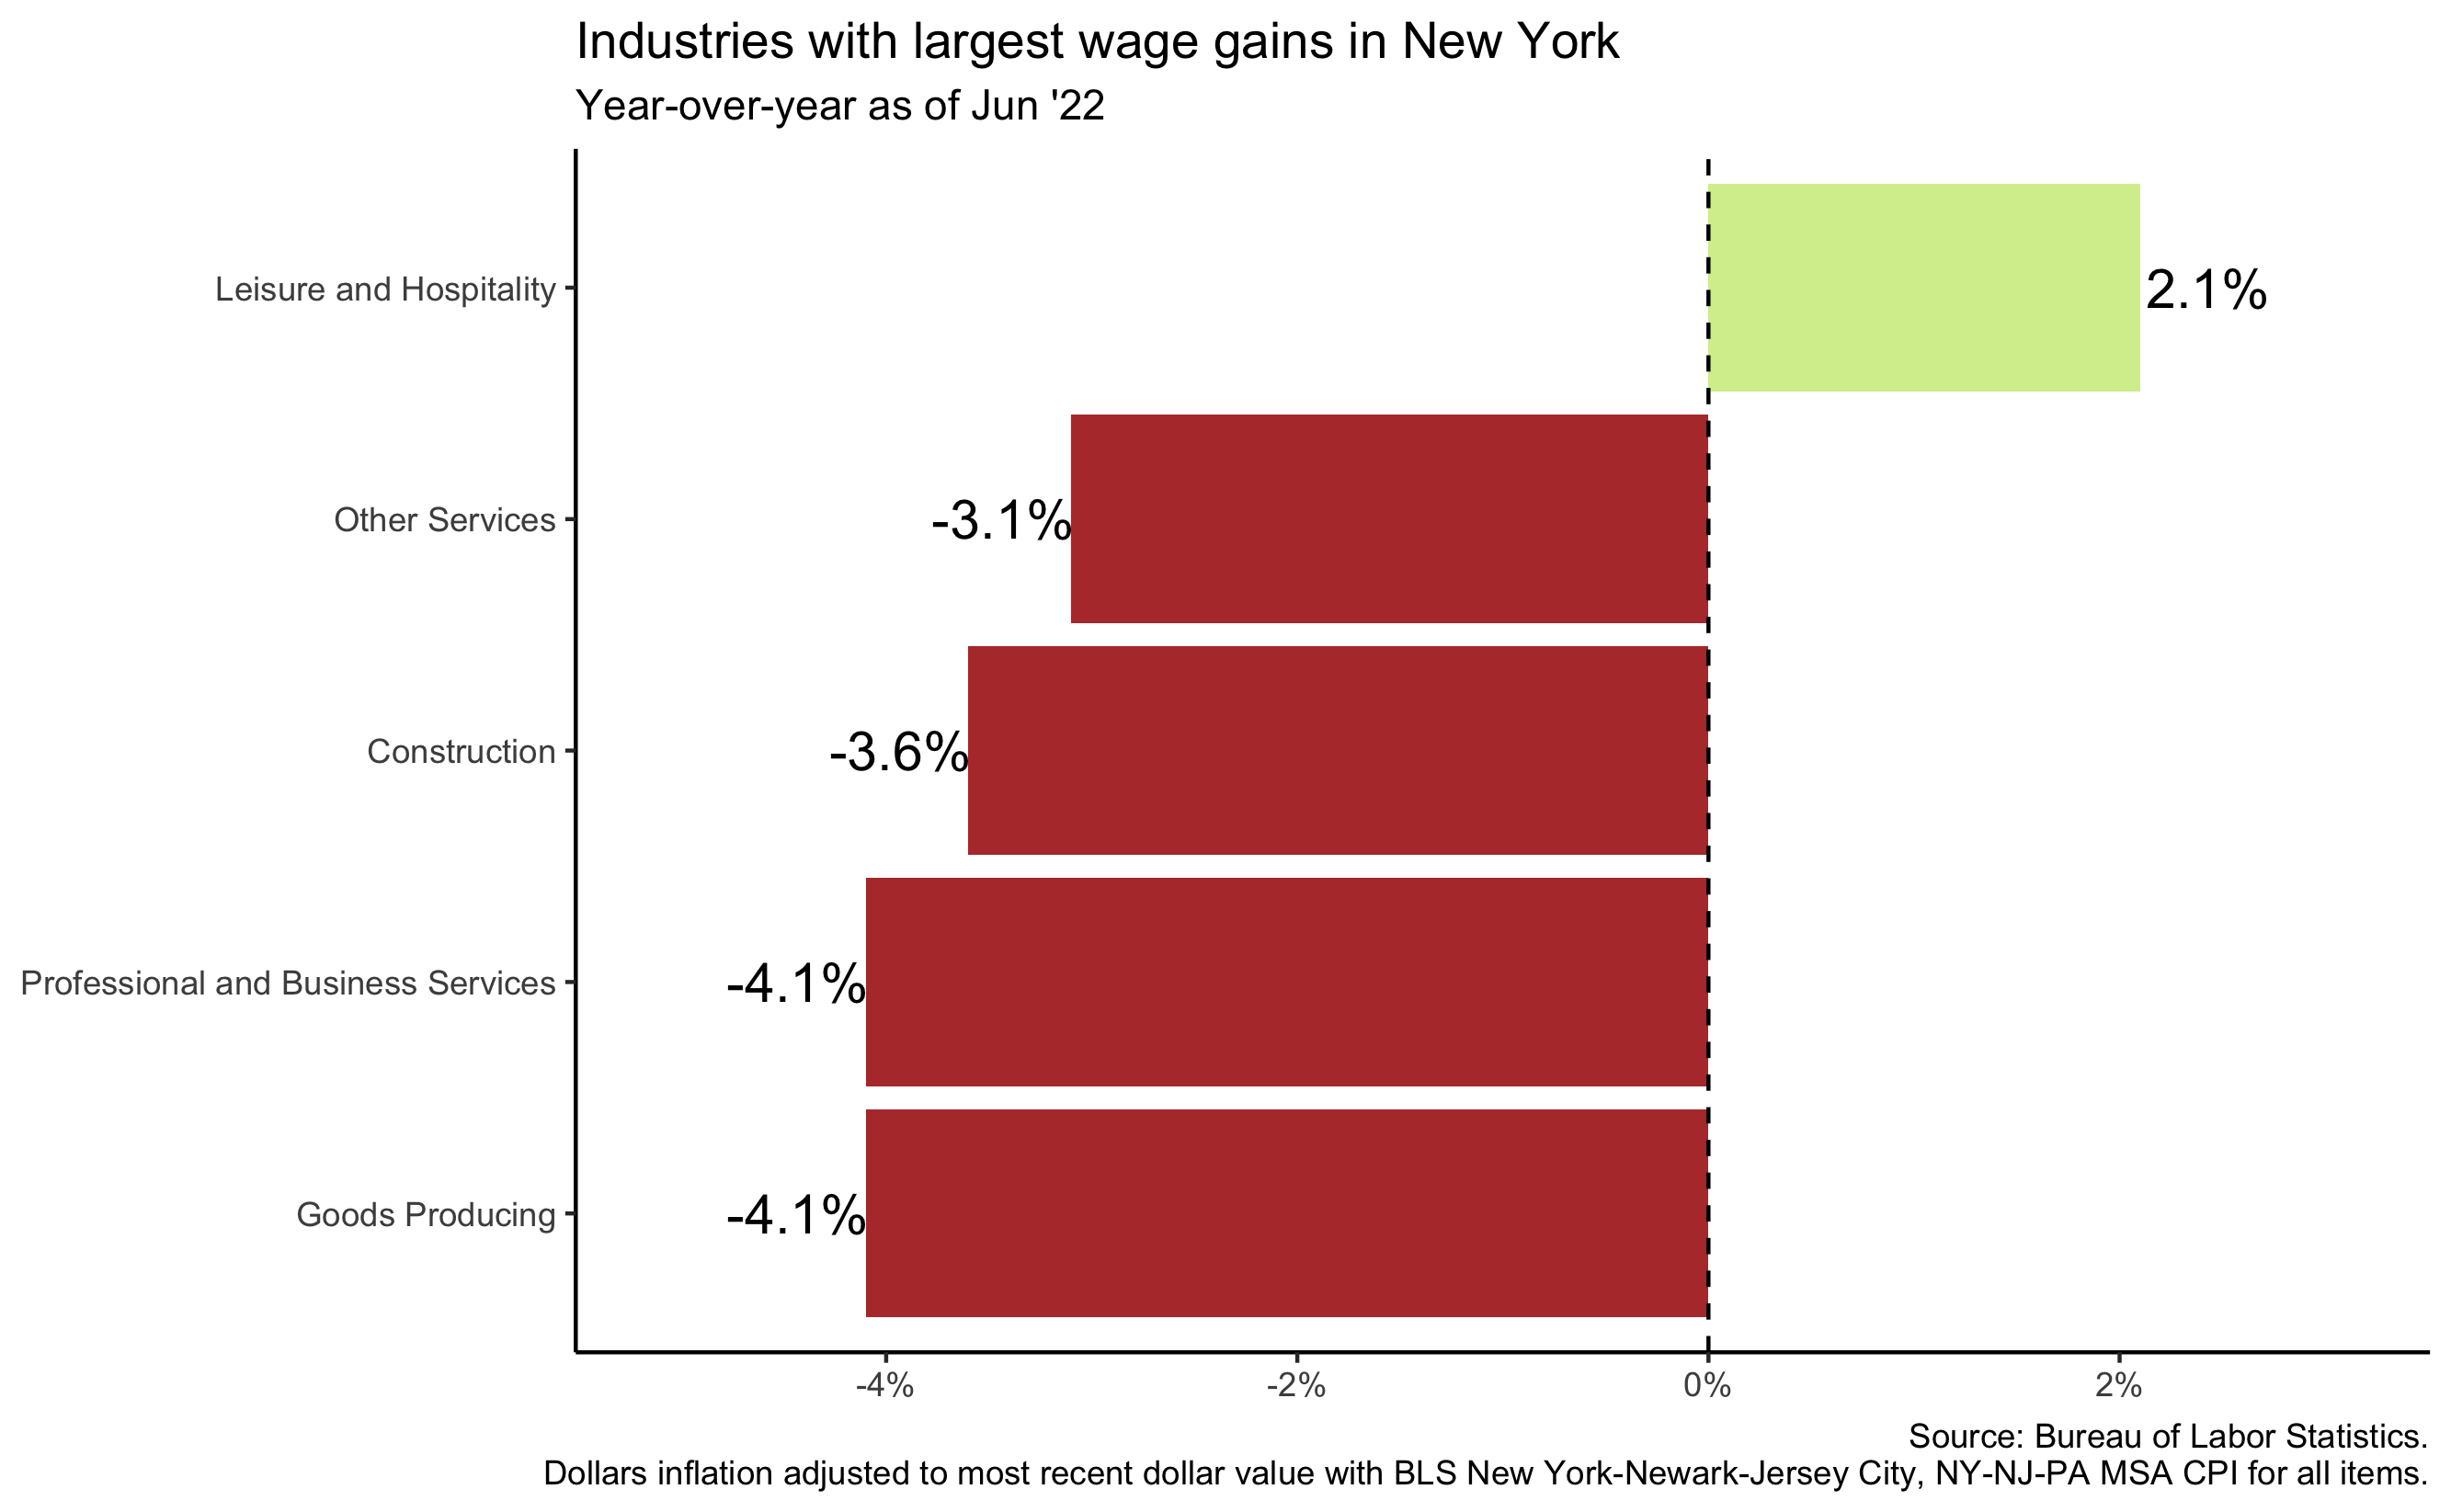 Industries with largest wage gains in New York
Year-over-year as of Jun '22
Leisure and Hospitality
2.1%
Other Services
-3.1%
Construction
-3.6%
Professional and Business Services
-4.1%
Goods Producing
-4.1%
-4%
-2%
0%
2%
Source: Bureau of Labor Statistics.
Dollars inflation adjusted to most recent dollar value with BLS New York-Newark-Jersey City, NY-NJ-PA MSA CPI for all items.